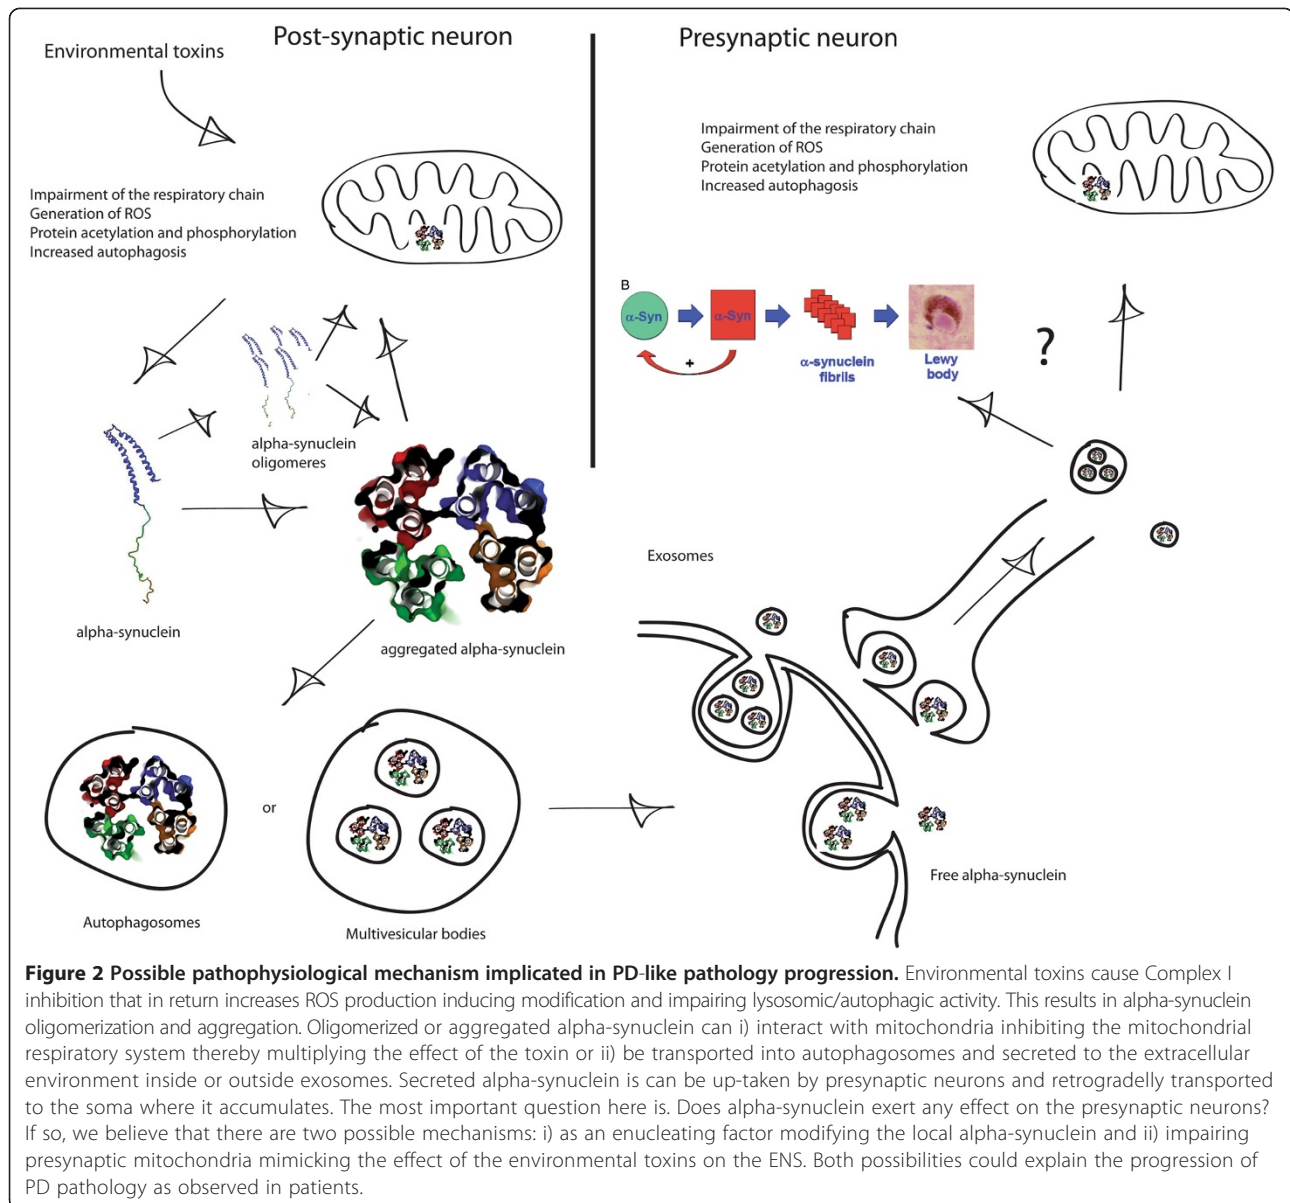 Post-synaptic neuron
Environmental toxins
Impairment of the respiratory chain
Generation of ROS
Protein acetylation and phosphorylation
Increased autophagosis
alpha-synuclein
oligomeres
alpha-synuclein
aggregated alpha-synuclein
or
Autophagosomes
Multivesicular bodies
Presynaptic neuron
Impairment of the respiratory chain
Generation of ROS
Protein acetylation and phosphorylation
Increased autophagosis
B
α-Syn
α-Syn
+
α-synuclein
fibrils
Lewy
body
?
Exosomes
Free alpha-synuclein
Figure 2 Possible pathophysiological mechanism implicated in PD-like pathology progression. Environmental toxins cause Complex I
inhibition that in return increases ROS production inducing modification and impairing lysosomic/autophagic activity. This results in alpha-synuclein
oligomerization and aggregation. Oligomerized or aggregated alpha-synuclein can i) interact with mitochondria inhibiting the mitochondrial
respiratory system thereby multiplying the effect of the toxin or ii) be transported into autophagosomes and secreted to the extracellular
environment inside or outside exosomes. Secreted alpha-synuclein is can be up-taken by presynaptic neurons and retrogradelly transported
to the soma where it accumulates. The most important question here is. Does alpha-synuclein exert any effect on the presynaptic neurons?
If so, we believe that there are two possible mechanisms: i) as an enucleating factor modifying the local alpha-synuclein and ii) impairing
presynaptic mitochondria mimicking the effect of the environmental toxins on the ENS. Both possibilities could explain the progression of
PD pathology as observed in patients.